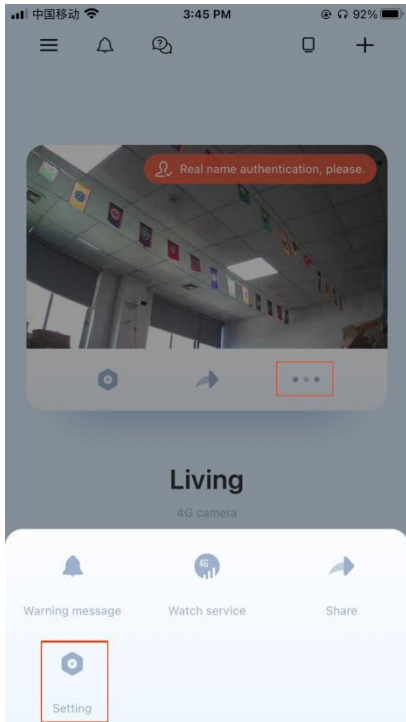 中国移动 3:45 PM 92%
Real name authentication, please.
Living
4G camera
4G
Warning message Watch service Share
Setting